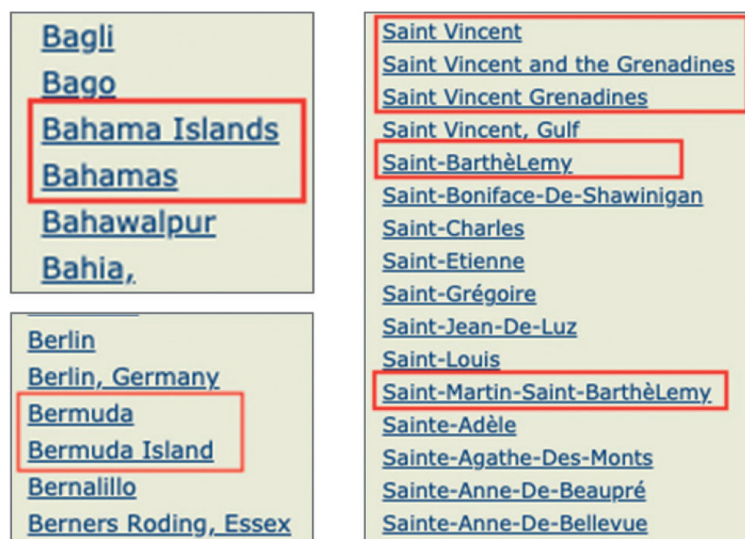 Bagli
Bago
Bahama Islands
Bahamas
Bahawalpur
Bahia,
Berlin
Berlin, Germany
Bermuda
Bermuda Island
Bernalillo
Berners Roding, Essex
Saint Vincent
Saint Vincent and the Grenadines
Saint Vincent Grenadines
Saint Vincent, Gulf
Saint-BarthèLemy
Saint-Boniface-De-Shawinigan
Saint-Charles
Saint-Etienne
Saint-Grégoire
Saint-Jean-De-Luz
Saint-Louis
Saint-Martin-Saint-BarthèLemy
Sainte-Adèle
Sainte-Agathe-Des-Monts
Sainte-Anne-De-Beaupré
Sainte-Anne-De-Bellevue